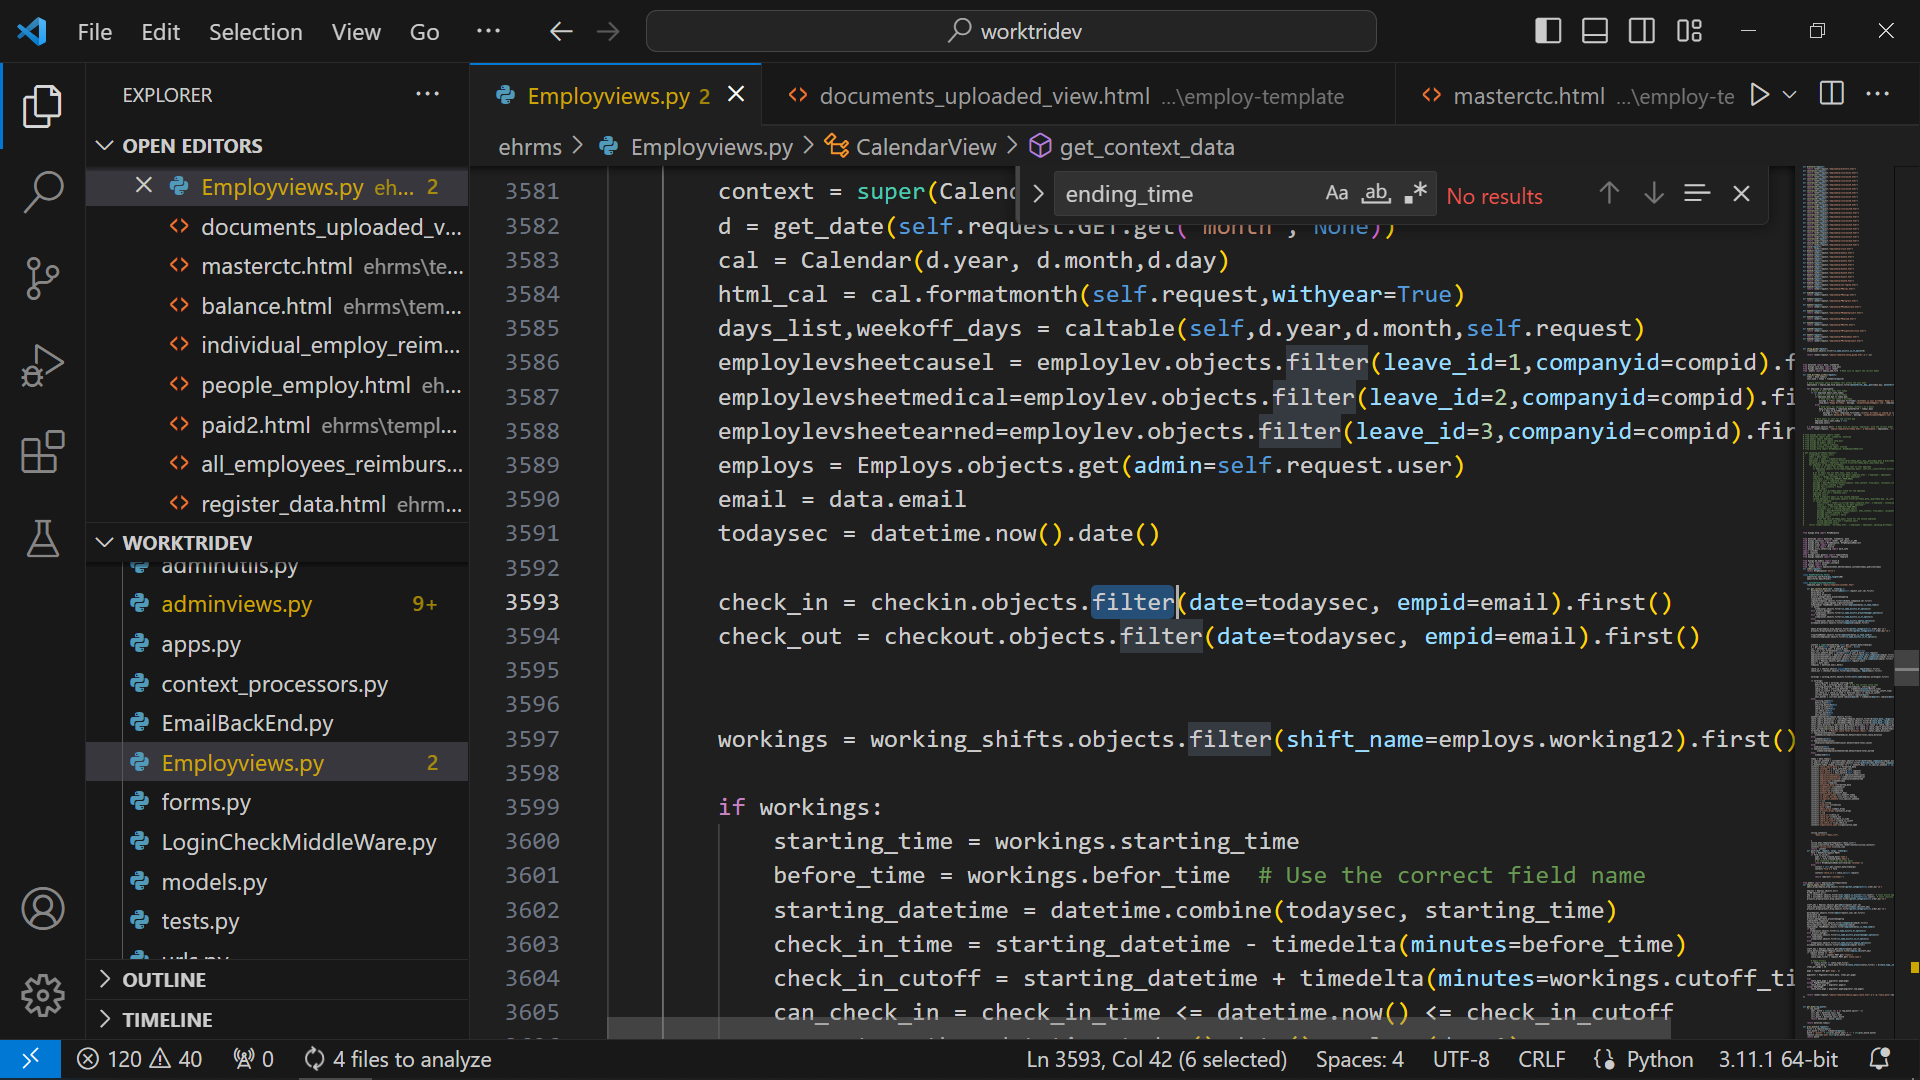 File Edit Selection View Go ··· worktridev
EXPLORER ···
OPEN EDITORS
Employviews.py eh... 2
documents_uploaded_v...
masterctc.html ehrms\te...
balance.html ehrms\tem...
individual_employ_reim...
people_employ.html eh...
paid2.html ehrms\templ...
all_employees_reimburs...
register_data.html ehrm...
WORKTRIDEV
adminutils.py
adminviews.py 9+
apps.py
context_processors.py
EmailBackEnd.py
Employviews.py 2
forms.py
LoginCheckMiddleWare.py
models.py
tests.py
urls.py
OUTLINE
TIMELINE
Employviews.py 2 documents_uploaded_view.html ...\employ-template masterctc.html ...\employ-te
ehrms > Employviews.py > CalendarView > get_context_data
ending_time Aa ab .* No results
3581 context = super(Calend
3582 d = get_date(self.request.GET.get('month', None))
3583 cal = Calendar(d.year, d.month,d.day)
3584 html_cal = cal.formatmonth(self.request,withyear=True)
3585 days_list,weekoff_days = caltable(self,d.year,d.month,self.request)
3586 employlevsheetcausel = employlev.objects.filter(leave_id=1,companyid=compid).f
3587 employlevsheetmedical=employlev.objects.filter(leave_id=2,companyid=compid).fi
3588 employlevsheetearned=employlev.objects.filter(leave_id=3,companyid=compid).fir
3589 employs = Employs.objects.get(admin=self.request.user)
3590 email = data.email
3591 todaysec = datetime.now().date()
3592
3593 check_in = checkin.objects.filter(date=todaysec, empid=email).first()
3594 check_out = checkout.objects.filter(date=todaysec, empid=email).first()
3595
3596
3597 workings = working_shifts.objects.filter(shift_name=employs.working12).first()
3598
3599 if workings:
3600 starting_time = workings.starting_time
3601 before_time = workings.befor_time # Use the correct field name
3602 starting_datetime = datetime.combine(todaysec, starting_time)
3603 check_in_time = starting_datetime - timedelta(minutes=before_time)
3604 check_in_cutoff = starting_datetime + timedelta(minutes=workings.cutoff_ti
3605 can_check_in = check_in_time <= datetime.now() <= check_in_cutoff
120 40 0 4 files to analyze Ln 3593, Col 42 (6 selected) Spaces: 4 UTF-8 CRLF {} Python 3.11.1 64-bit